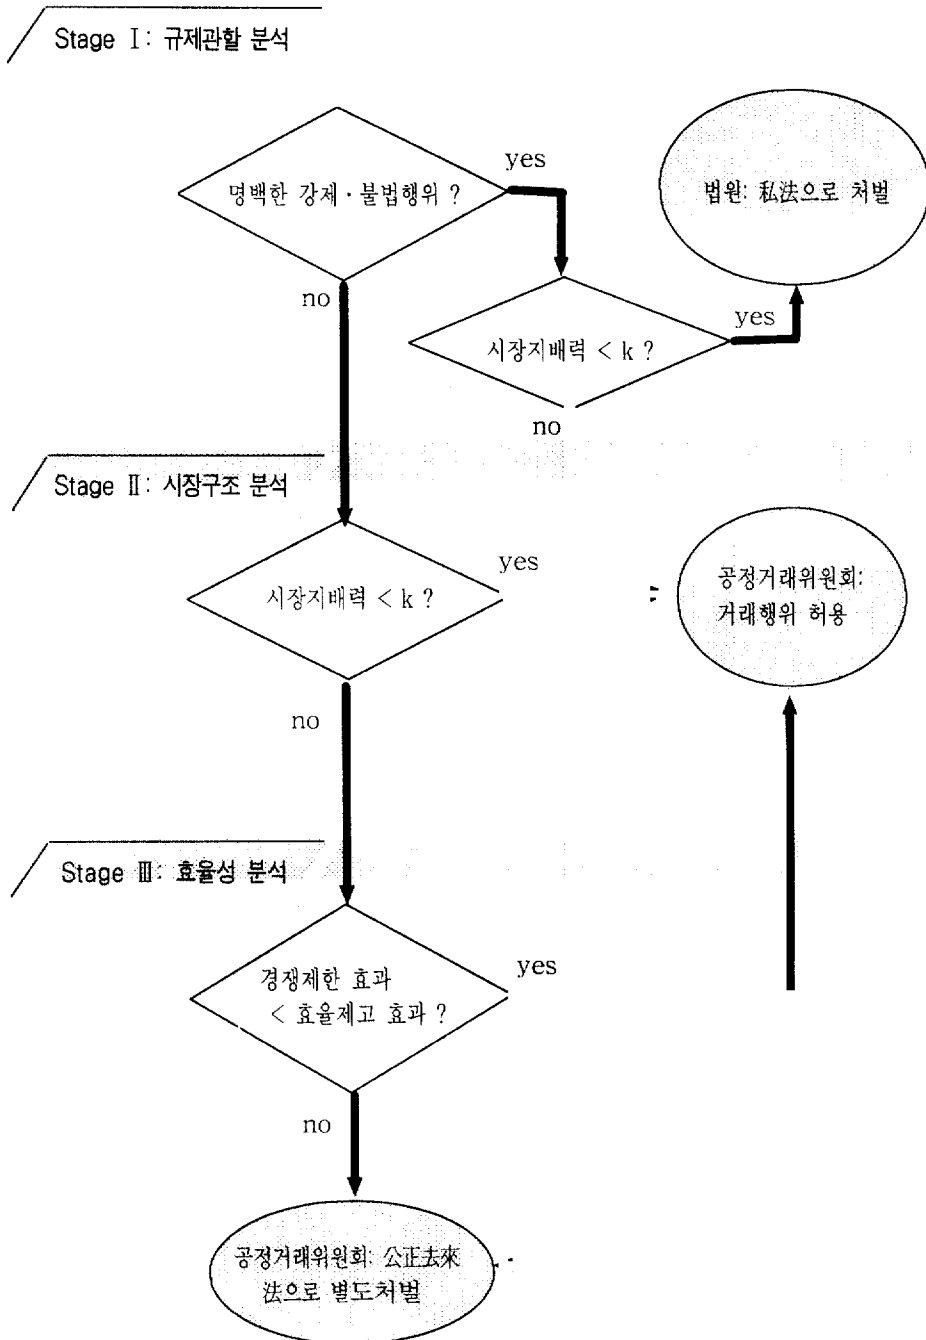 Stage Ⅰ: 규제관할 분석
명백한 강제·불법행위 ?
yes
법원: 私法으로 처벌
no
시장지배력 < k ?
yes
no
Stage Ⅱ: 시장구조 분석
시장지배력 < k ?
yes
공정거래위원회:
거래행위 허용
no
Stage Ⅲ: 효율성 분석
경쟁제한 효과
< 효율제고 효과 ?
yes
no
공정거래위원회: 公正去來
法으로 별도처벌